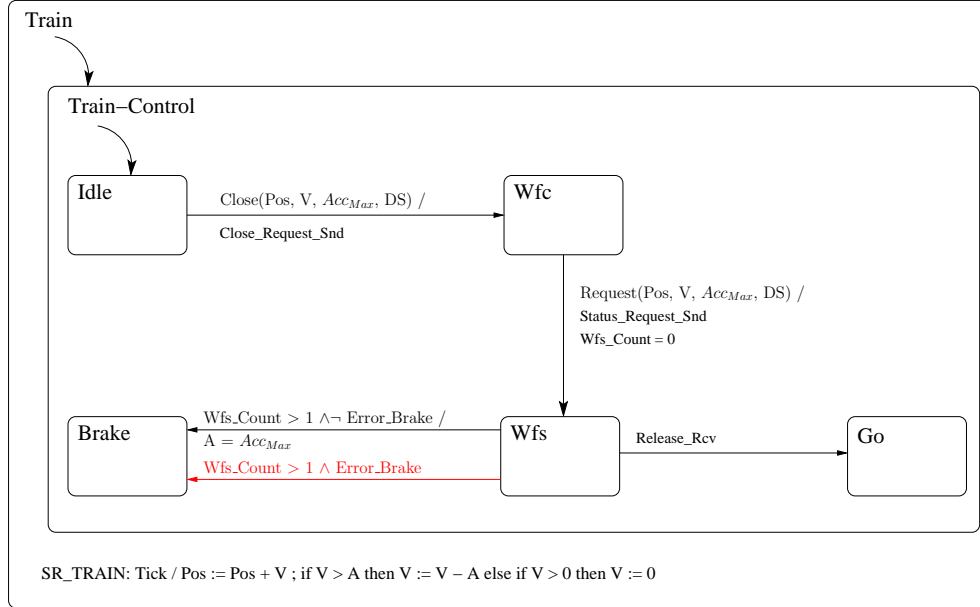 Train
Train–Control
Idle
Close(Pos, V, Acc_Max, DS) /
Close_Request_Snd
Wfc
Request(Pos, V, Acc_Max, DS) /
Status_Request_Snd
Wfs_Count = 0
Brake
Wfs_Count > 1 ∧¬ Error_Brake /
A = Acc_Max
Wfs_Count > 1 ∧ Error_Brake
Wfs
Release_Rcv
Go
SR_TRAIN: Tick / Pos := Pos + V ; if V > A then V := V − A else if V > 0 then V := 0